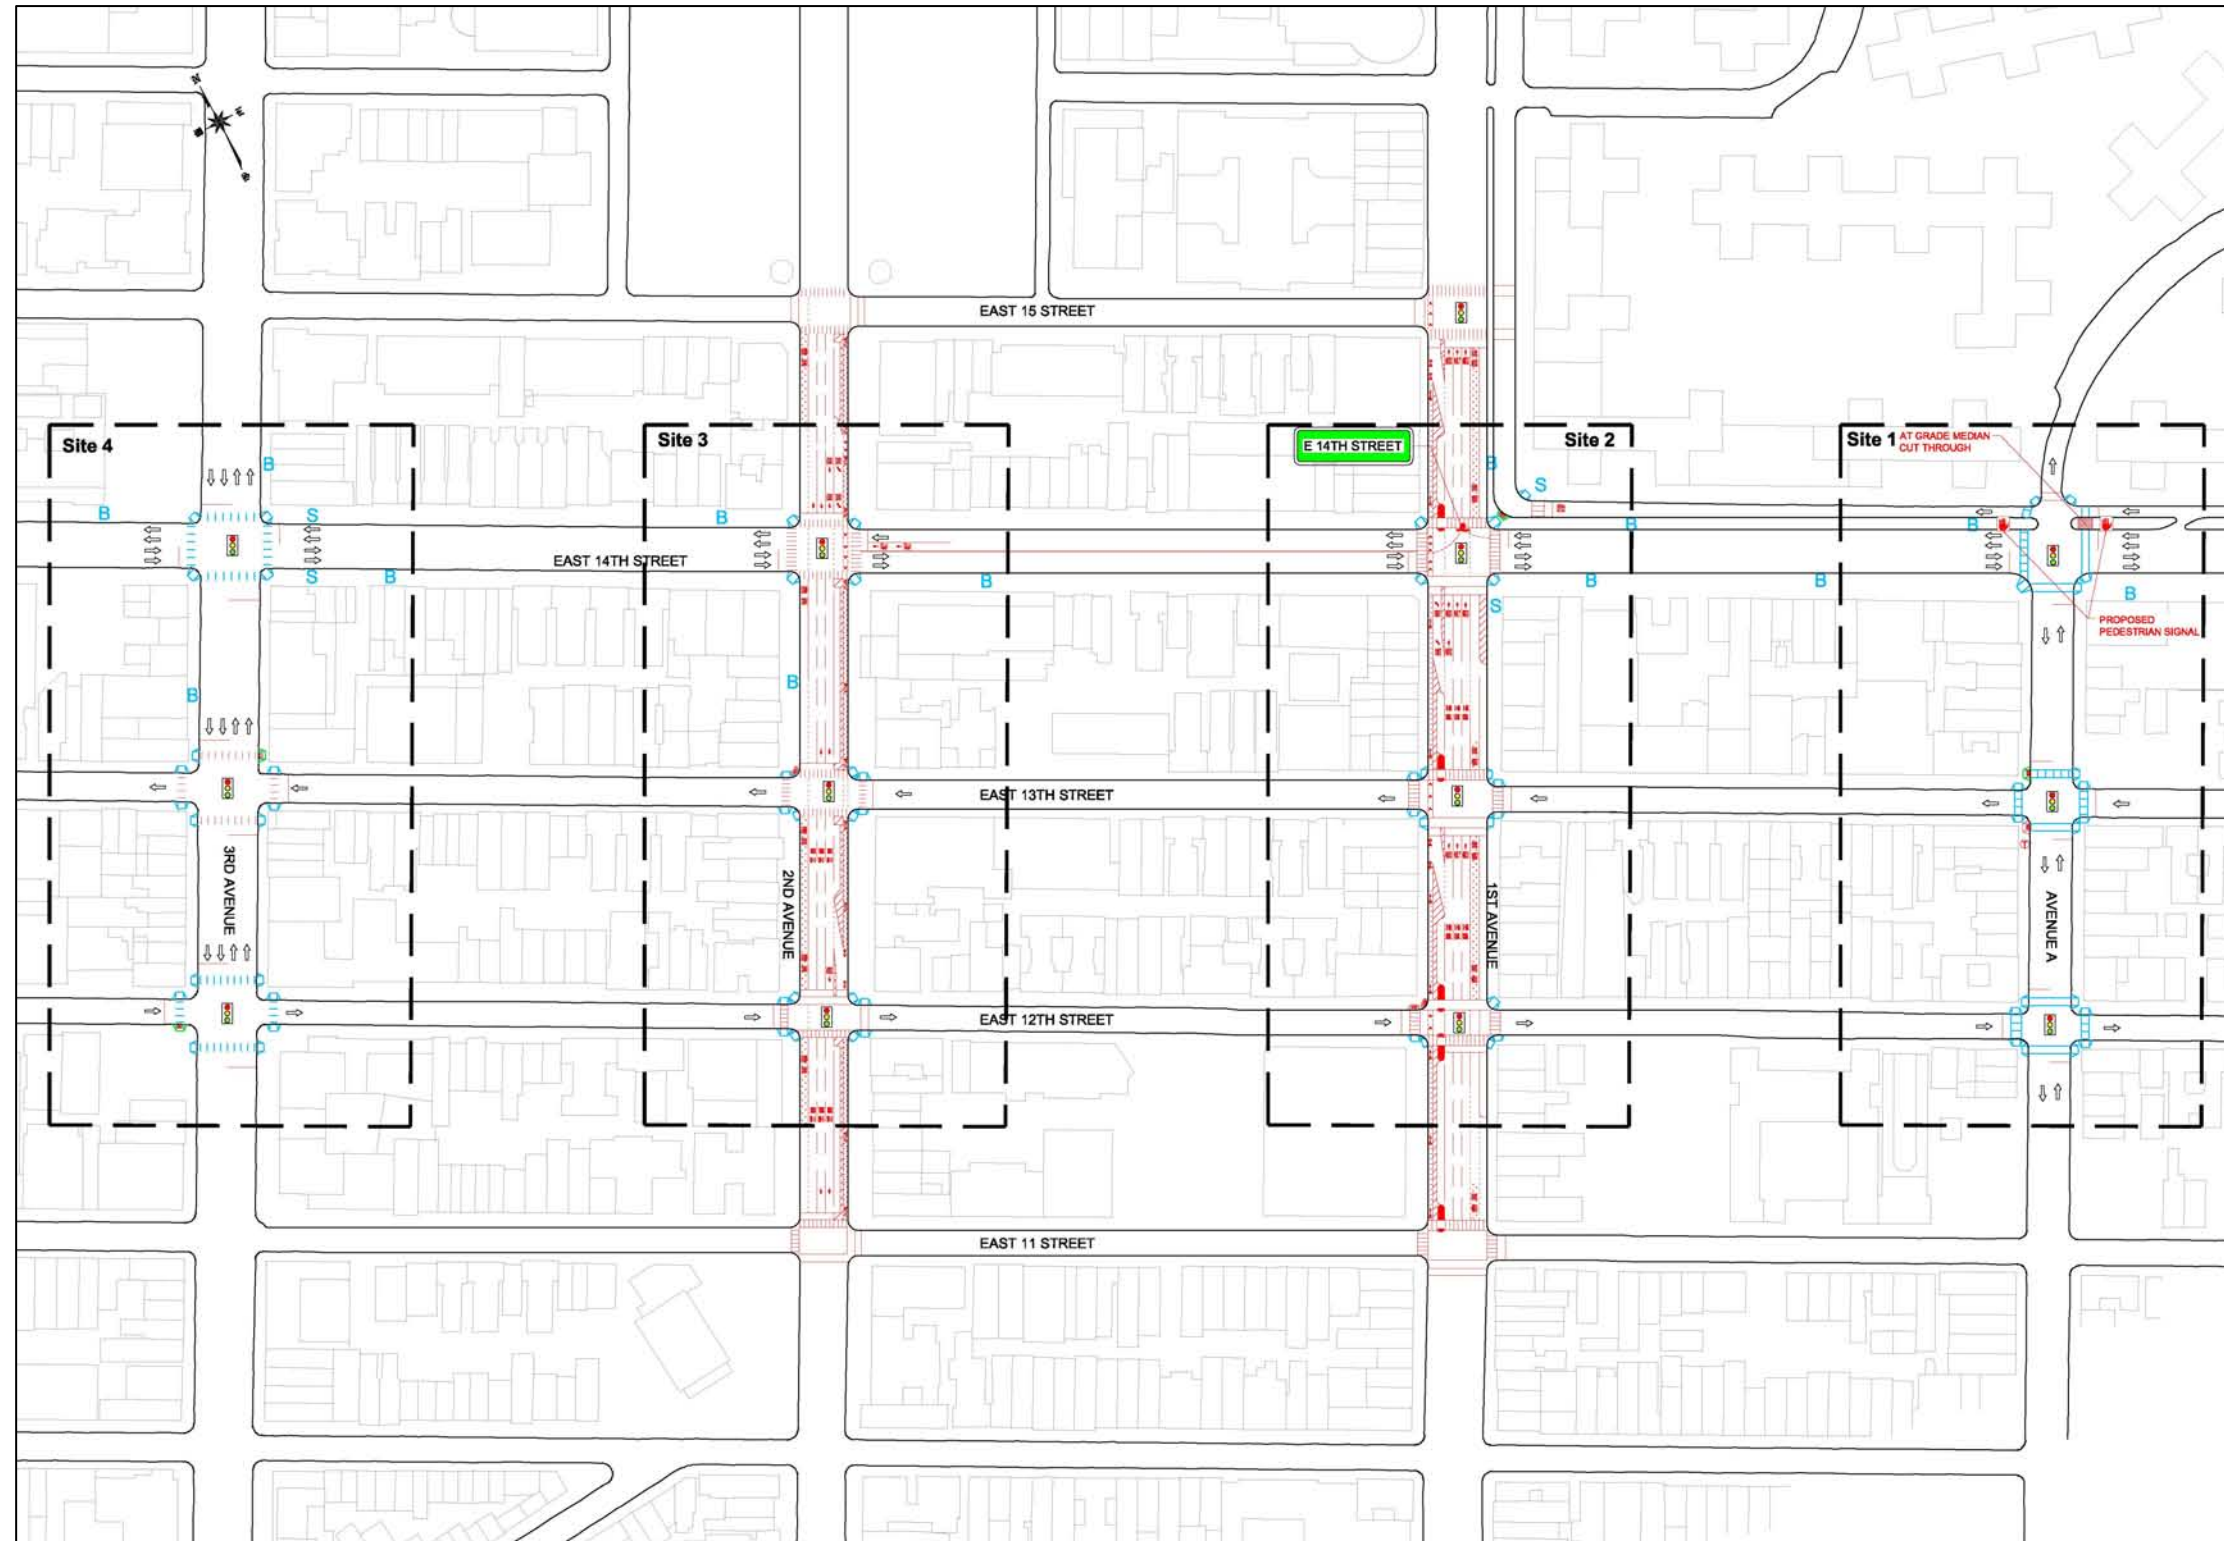 EAST 15 STREET
Site 4
Site 3
E 14TH STREET
Site 2
Site 1
AT GRADE MEDIAN
CUT THROUGH
B
B
B
S
S
B
B
B
B
B
EAST 14TH STREET
S
B
B
B
B
B
S
PROPOSED
PEDESTRIAN SIGNAL
B
B
EAST 13TH STREET
3RD AVENUE
2ND AVENUE
1ST AVENUE
AVENUE A
EAST 12TH STREET
EAST 11 STREET